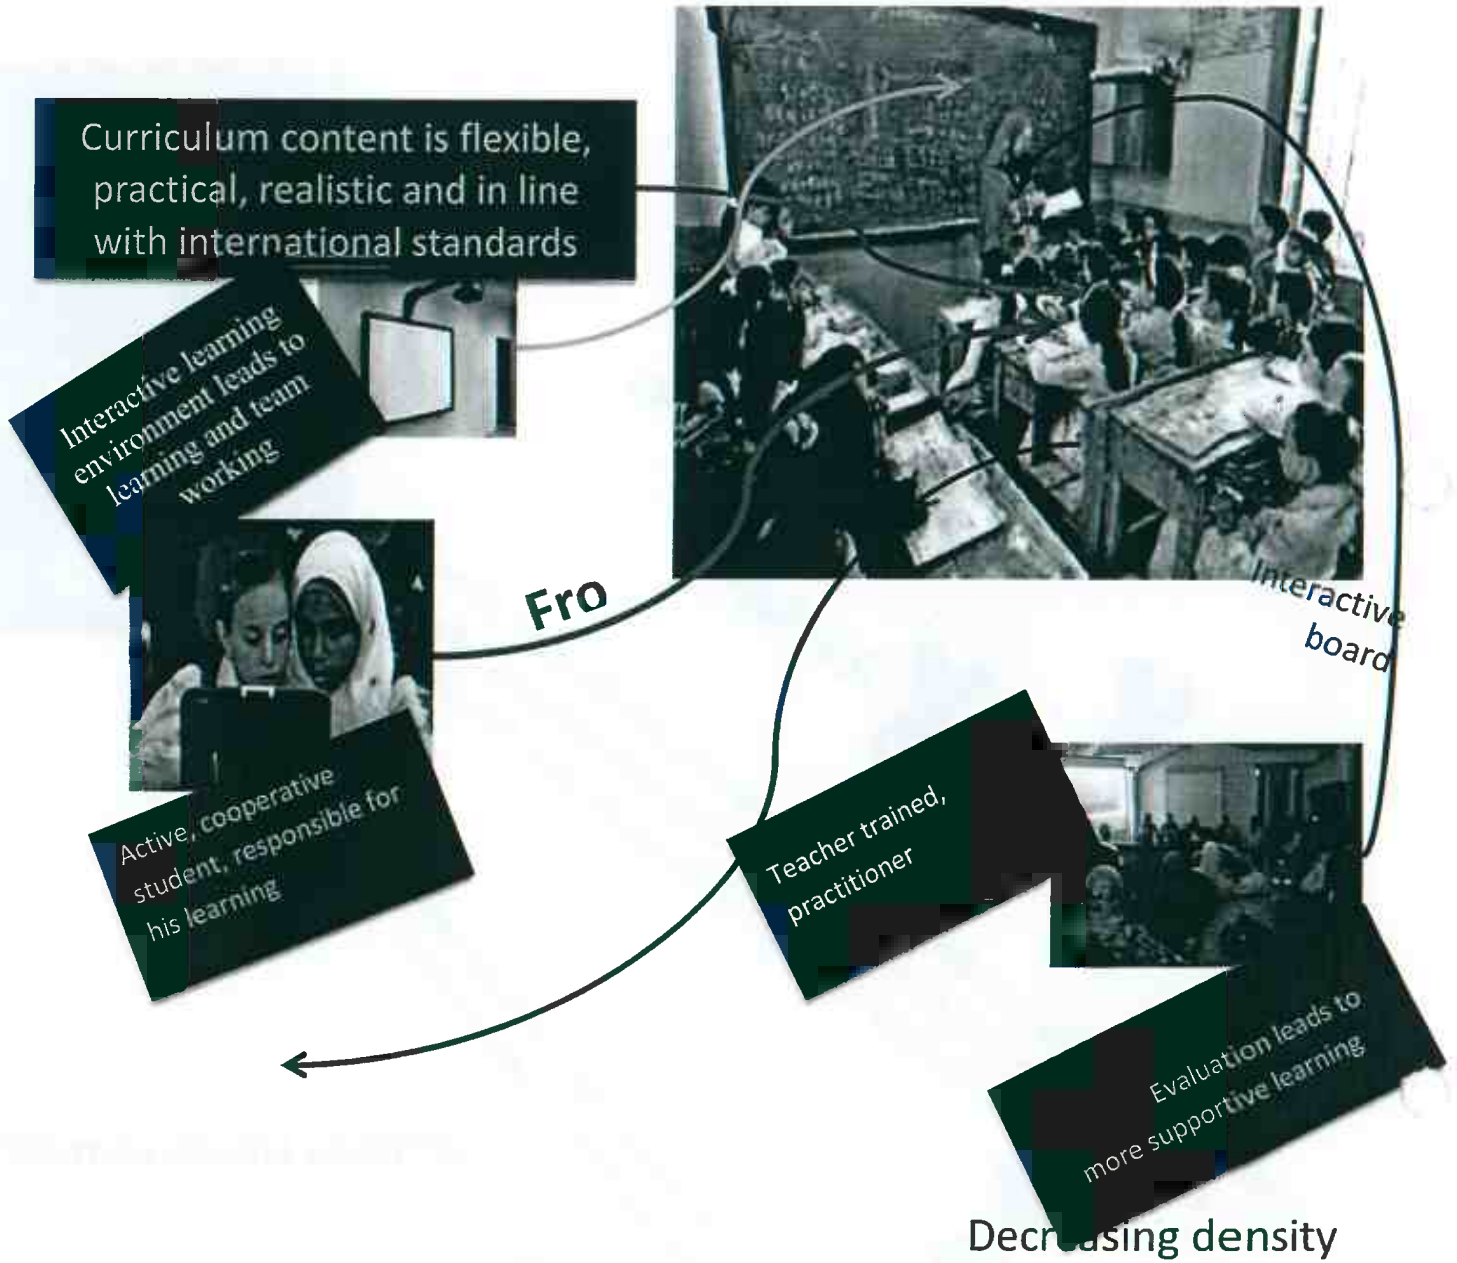 Curriculum content is flexible,
practical, realistic and in line
with international standards
Interactive learning
environment leads to
learning and team
working
Fro
Interactive
board
Active, cooperative
student, responsible for
his learning
Teacher trained,
practitioner
Evaluation leads to
more supportive learning
Decreasing density